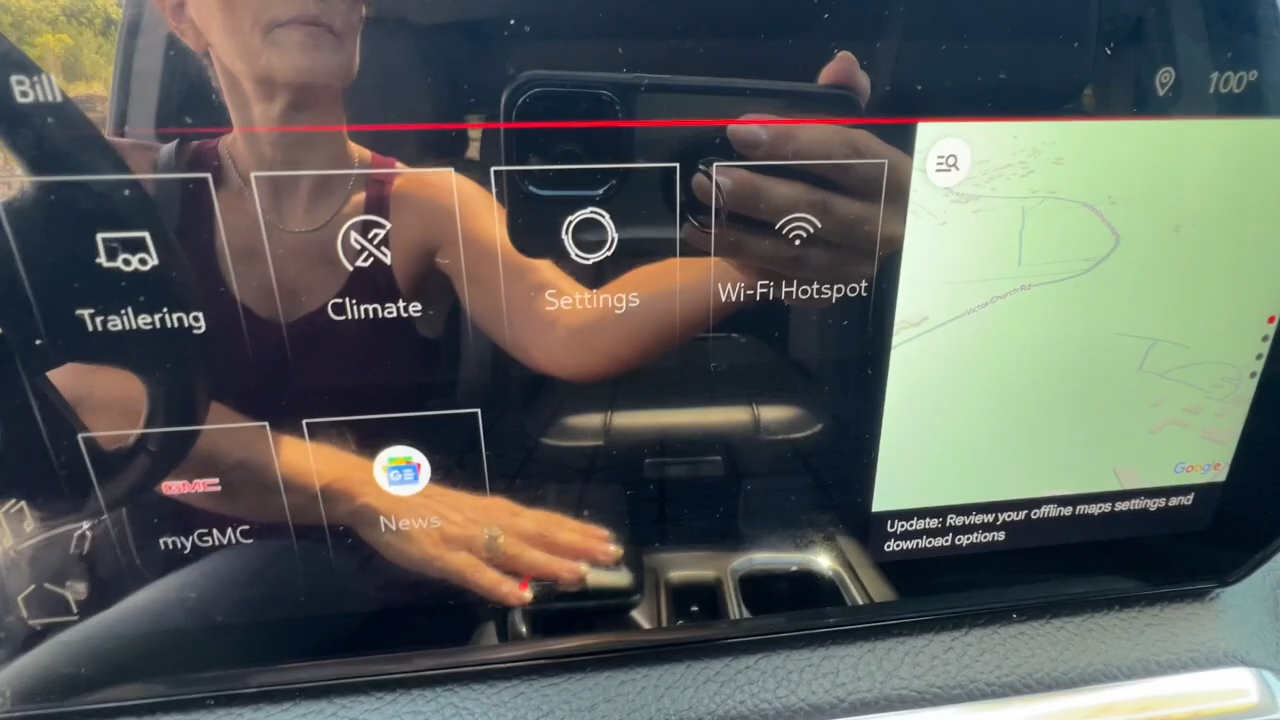 Bill
100°
Trailering
Climate
Settings
Wi-Fi Hotspot
Victor Church Rd
GMC
myGMC
News
Google
Update: Review your offline maps settings and
download options